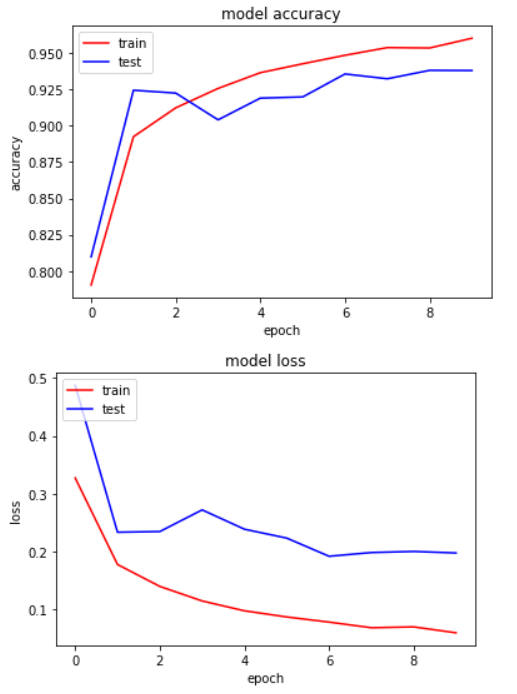 model accuracy
train
test
0.950
0.925
0.900
0.875
0.850
0.825
0.800
accuracy
0 2 4 6 8
epoch
model loss
train
test
0.5
0.4
0.3
0.2
0.1
loss
0 2 4 6 8
epoch